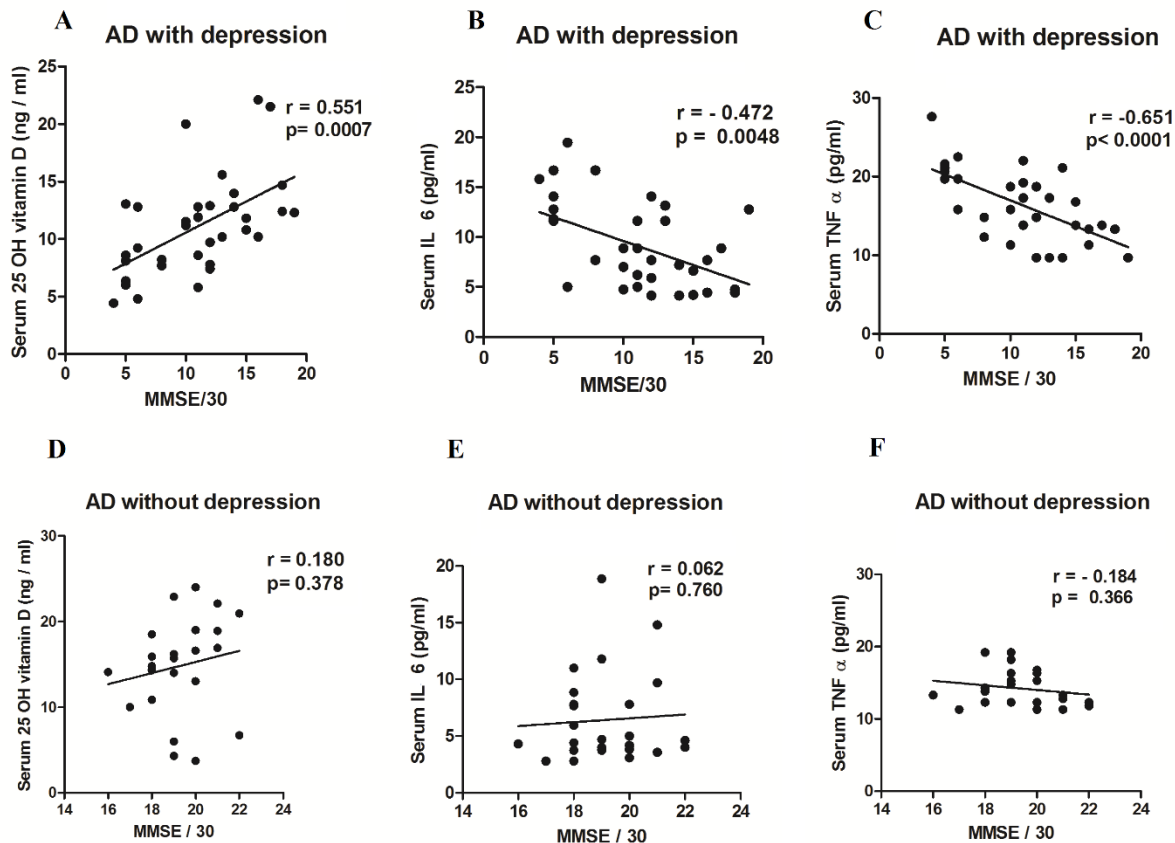 A
AD with depression
r = 0.551
p= 0.0007
Serum 25 OH vitamin D (ng / ml)
25
20
15
10
5
0
0 5 10 15 20
MMSE/30
B
AD with depression
r = - 0.472
p = 0.0048
Serum IL 6 (pg/ml)
25
20
15
10
5
0
0 5 10 15 20
MMSE/30
C
AD with depression
r = -0.651
p< 0.0001
Serum TNF α (pg/ml)
30
20
10
0
0 5 10 15 20
MMSE / 30
D
AD without depression
r = 0.180
p= 0.378
Serum 25 OH vitamin D (ng / ml)
30
20
10
0
14 16 18 20 22 24
MMSE / 30
E
AD without depression
r = 0.062
p= 0.760
Serum IL 6 (pg/ml)
20
15
10
5
0
14 16 18 20 22 24
MMSE / 30
F
AD without depression
r = - 0.184
p = 0.366
Serum TNF α (pg/ml)
30
20
10
0
14 16 18 20 22 24
MMSE / 30